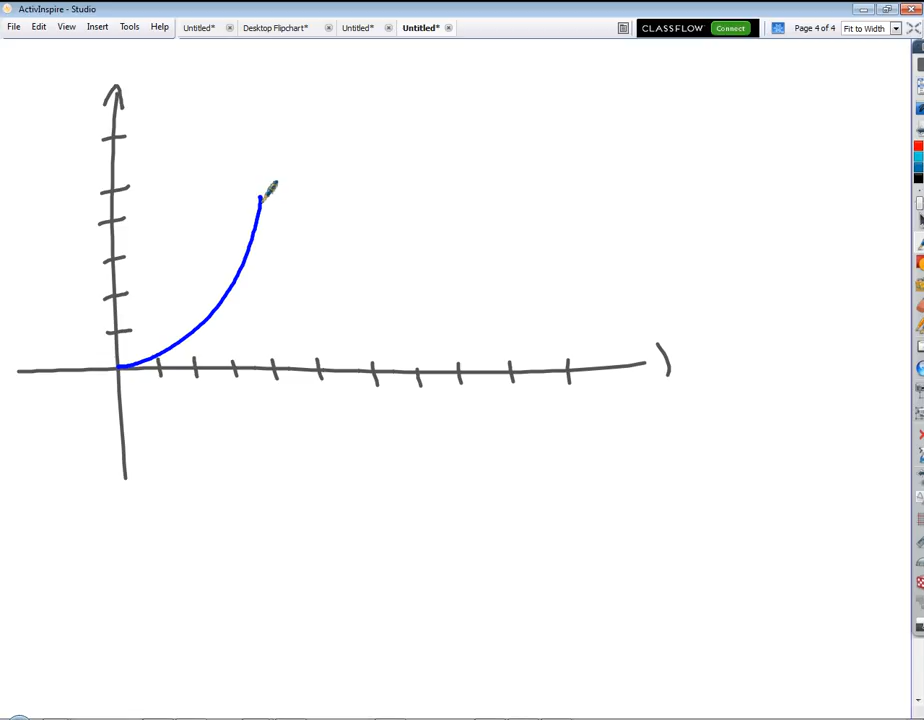 ActivInspire - Studio
File Edit View Insert Tools Help Untitled* Desktop Flipchart* Untitled* Untitled* CLASSFLOW Connect Page 4 of 4 Fit to Width